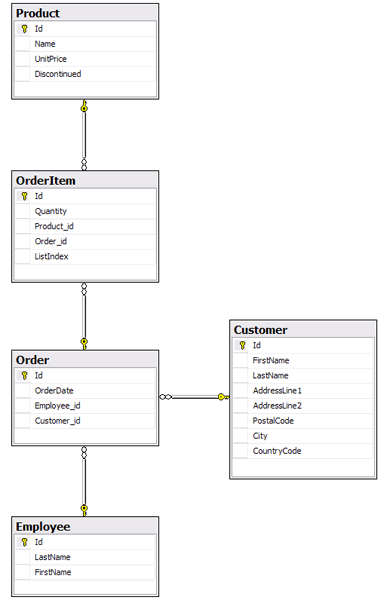 Product
Id
Name
UnitPrice
Discontinued
OrderItem
Id
Quantity
Product_id
Order_id
ListIndex
Order
Id
OrderDate
Employee_id
Customer_id
Customer
Id
FirstName
LastName
AddressLine1
AddressLine2
PostalCode
City
CountryCode
Employee
Id
LastName
FirstName